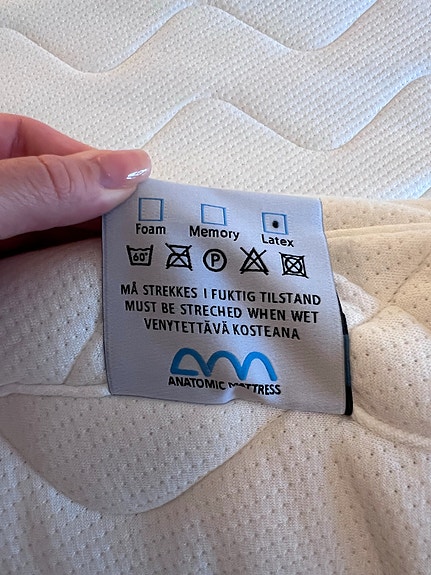 Foam Memory Latex
60° P
MÅ STREKKES I FUKTIG TILSTAND
MUST BE STRECHED WHEN WET
VENYTETTÄVÄ KOSTEANA
ANATOMIC MATTRESS